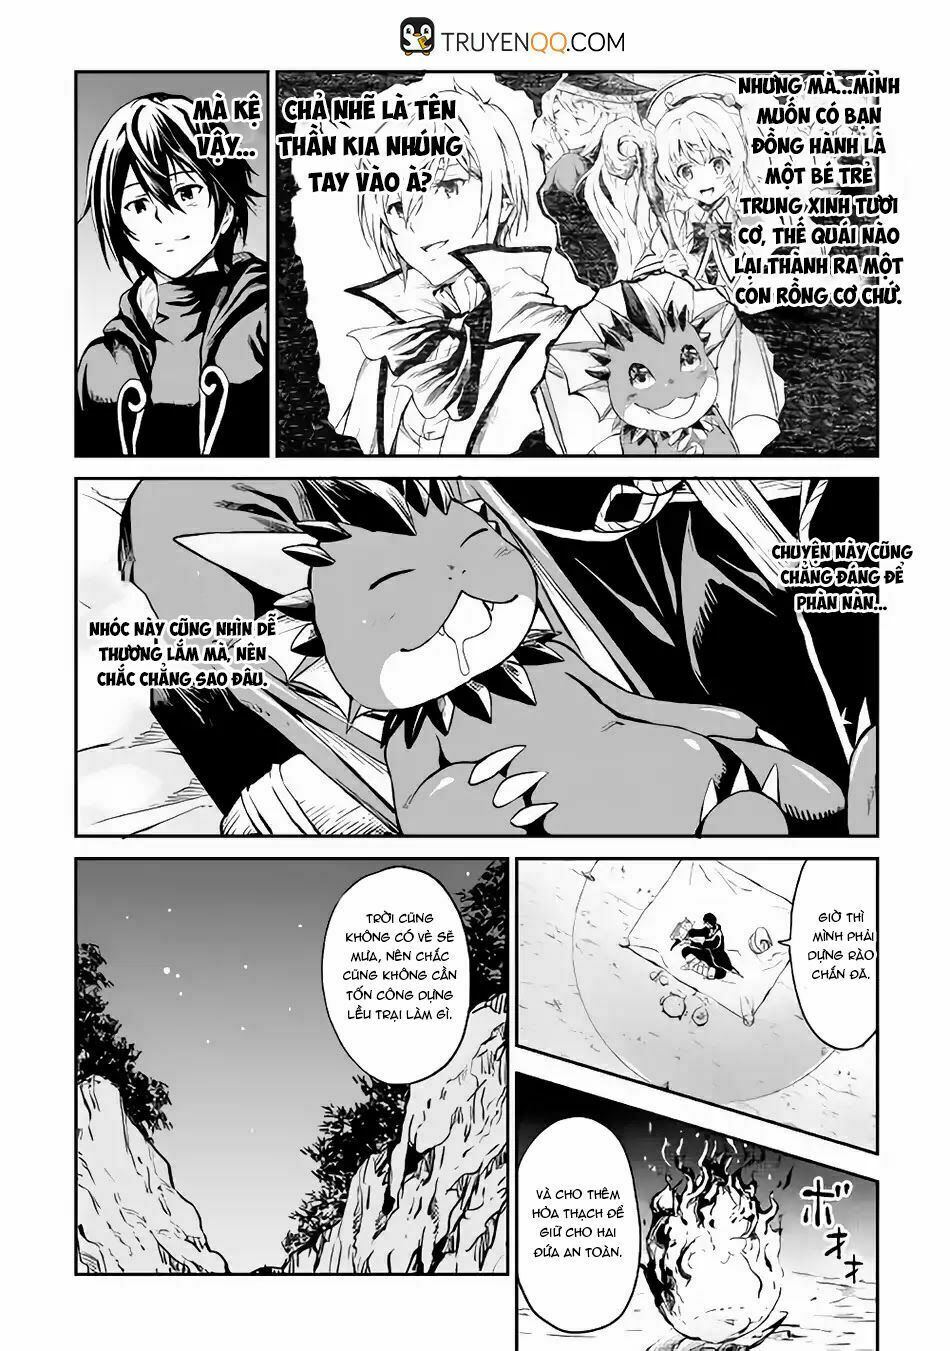 TRUYENQQ.COM
NHƯNG MÀ...MÌNH
MUỐN CÓ BẠN
ĐỒNG HÀNH LÀ
MỘT BÉ TRẺ
TRUNG XINH TƯƠI
CƠ, THẾ QUÁI NÀO
LẠI THÀNH RA MỘT
CON RỒNG CƠ CHỨ.
CHẢ NHẼ LÀ TÊN
THẦN KIA NHÚNG
TAY VÀO À?
MÀ KỆ
VẬY...
CHUYỆN NÀY CŨNG
CHẲNG ĐÁNG ĐỂ
PHÀN NÀN...
NHÓC NÀY CŨNG NHÌN DỄ
THƯƠNG LẮM MÀ, NÊN
CHẮC CHẲNG SAO ĐÂU.
GIỜ THÌ
MÌNH PHẢI
DỰNG RÀO
CHẮN ĐÃ.
TRỜI CŨNG
KHÔNG CÓ VẺ SẼ
MƯA, NÊN CHẮC
CŨNG KHÔNG CẦN
TỐN CÔNG DỰNG
LỀU TRẠI LÀM GÌ.
VÀ CHO THÊM
HỎA THẠCH ĐỂ
GIỮ CHO HAI
ĐỨA AN TOÀN.
ボオオ